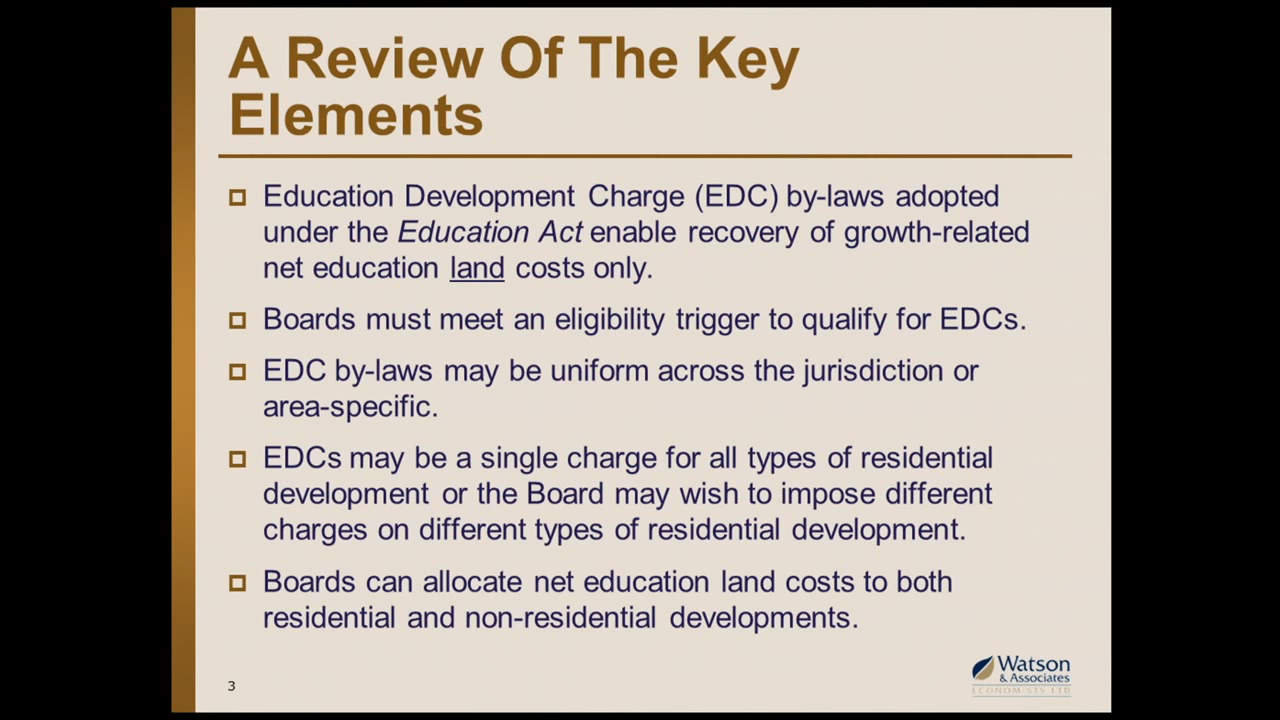 A Review Of The Key
Elements
Education Development Charge (EDC) by-laws adopted
under the Education Act enable recovery of growth-related
net education land costs only.
Boards must meet an eligibility trigger to qualify for EDCs.
EDC by-laws may be uniform across the jurisdiction or
area-specific.
EDCs may be a single charge for all types of residential
development or the Board may wish to impose different
charges on different types of residential development.
Boards can allocate net education land costs to both
residential and non-residential developments.
3
Watson
& Associates
ECONOMISTS LTD